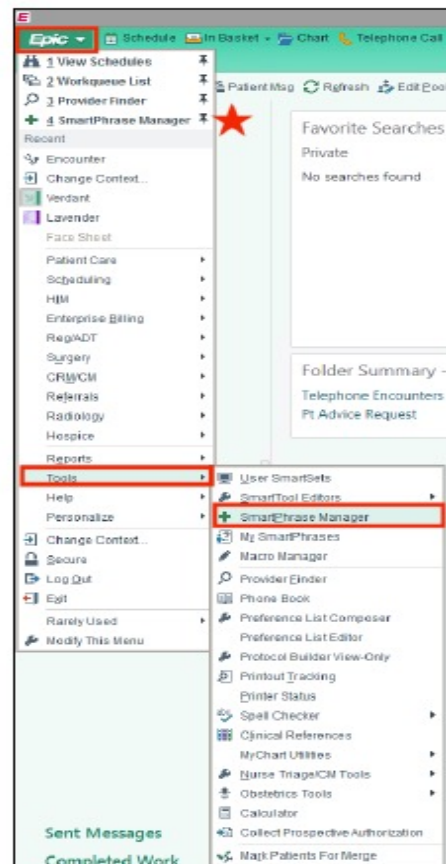 Epic
Schedule In Basket Chart Telephone Call
1 View Schedules
2 Workqueue List
3 Provider Finder
4 SmartPhrase Manager
Patient Msg Refresh Edit Pool
Recent
Encounter
Change Context...
Verdant
Lavender
Face Sheet
Patient Care
Scheduling
HIM
Enterprise Billing
Reg/ADT
Surgery
CRM/CM
Referrals
Radiology
Hospice
Reports
Tools
Help
Personalize
Change Context...
Secure
Log Out
Exit
Rarely Used
Modify This Menu
Favorite Searches
Private
No searches found
Folder Summary -
Telephone Encounters
Pt Advice Request
User SmartSets
SmartTool Editors
SmartPhrase Manager
My SmartPhrases
Macro Manager
Provider Finder
Phone Book
Preference List Composer
Preference List Editor
Protocol Builder View-Only
Printout Tracking
Printer Status
Spell Checker
Clinical References
MyChart Utilities
Nurse Triage/CM Tools
Obstetrics Tools
Calculator
Collect Prospective Authorization
Mark Patients For Merge
Sent Messages
Completed Work